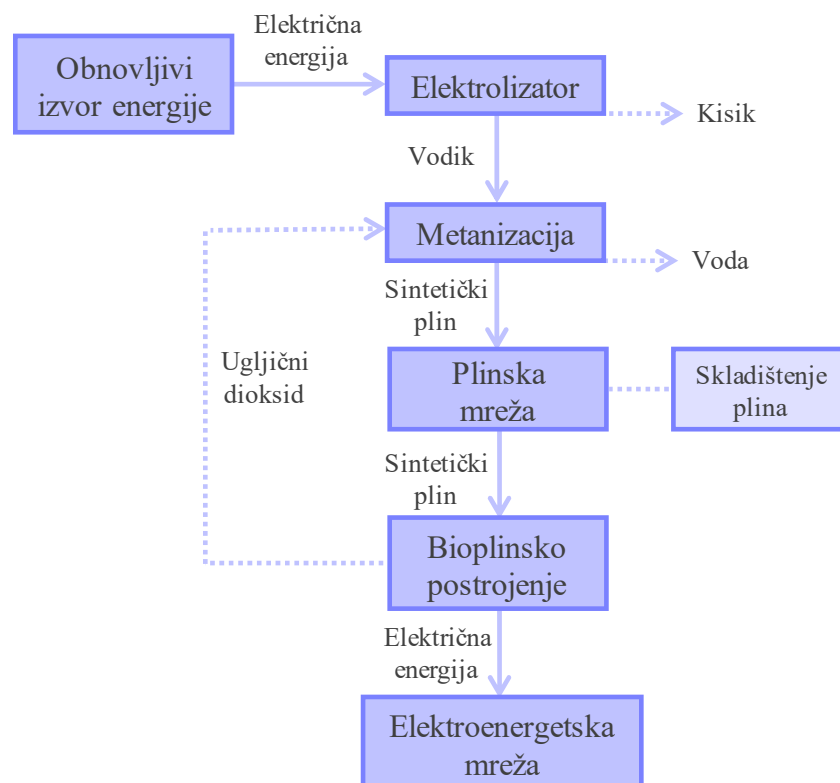 Električna
energija
Obnovljivi
izvor energije
Elektrolizator
Kisik
Vodik
Metanizacija
Voda
Sintetički
plin
Ugljični
dioksid
Plinska
mreža
Skladištenje
plina
Sintetički
plin
Bioplinsko
postrojenje
Električna
energija
Elektroenergetska
mreža